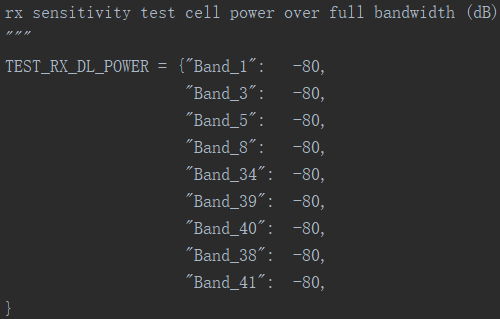 rx sensitivity test cell power over full bandwidth (dB)
"""
TEST_RX_DL_POWER = {"Band_1": -80,
"Band_3": -80,
"Band_5": -80,
"Band_8": -80,
"Band_34": -80,
"Band_39": -80,
"Band_40": -80,
"Band_38": -80,
"Band_41": -80,
}